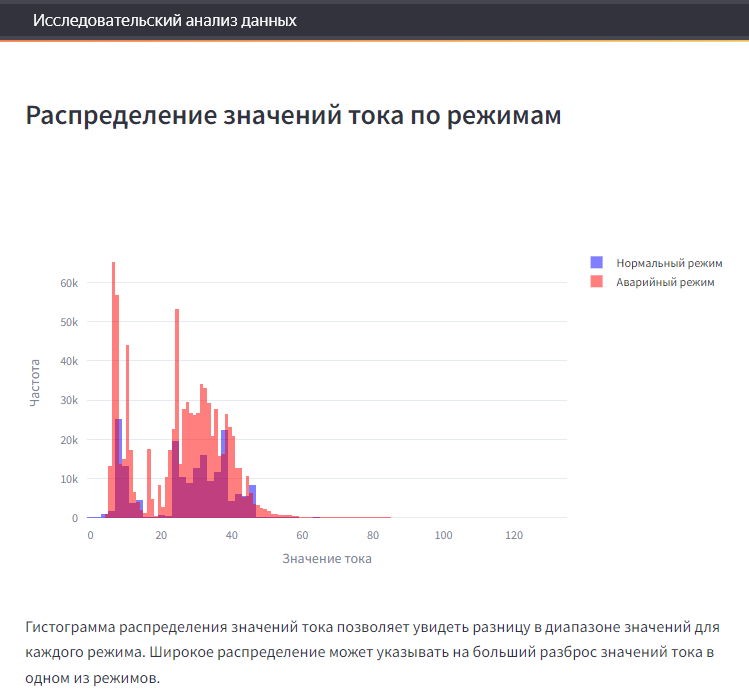 Исследовательский анализ данных
Распределение значений тока по режимам
Нормальный режим
Аварийный режим
60k
50k
40k
30k
20k
10k
0
Частота
0 20 40 60 80 100 120
Значение тока
Гистограмма распределения значений тока позволяет увидеть разницу в диапазоне значений для
каждого режима. Широкое распределение может указывать на больший разброс значений тока в
одном из режимов.